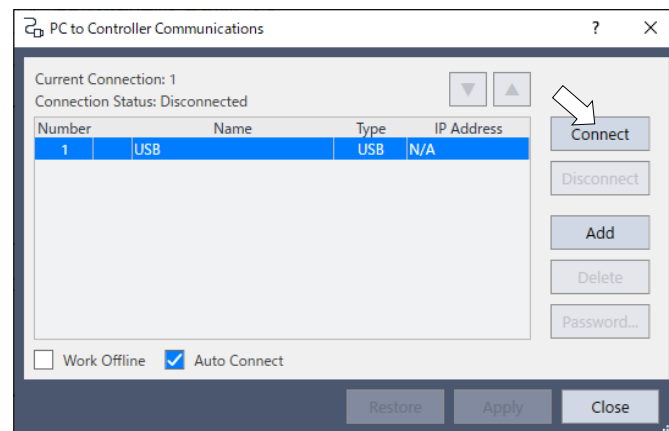 PC to Controller Communications
Current Connection: 1
Connection Status: Disconnected
Number Name Type IP Address
1 USB USB N/A
Connect
Disconnect
Add
Delete
Password...
Work Offline Auto Connect
Restore Apply Close